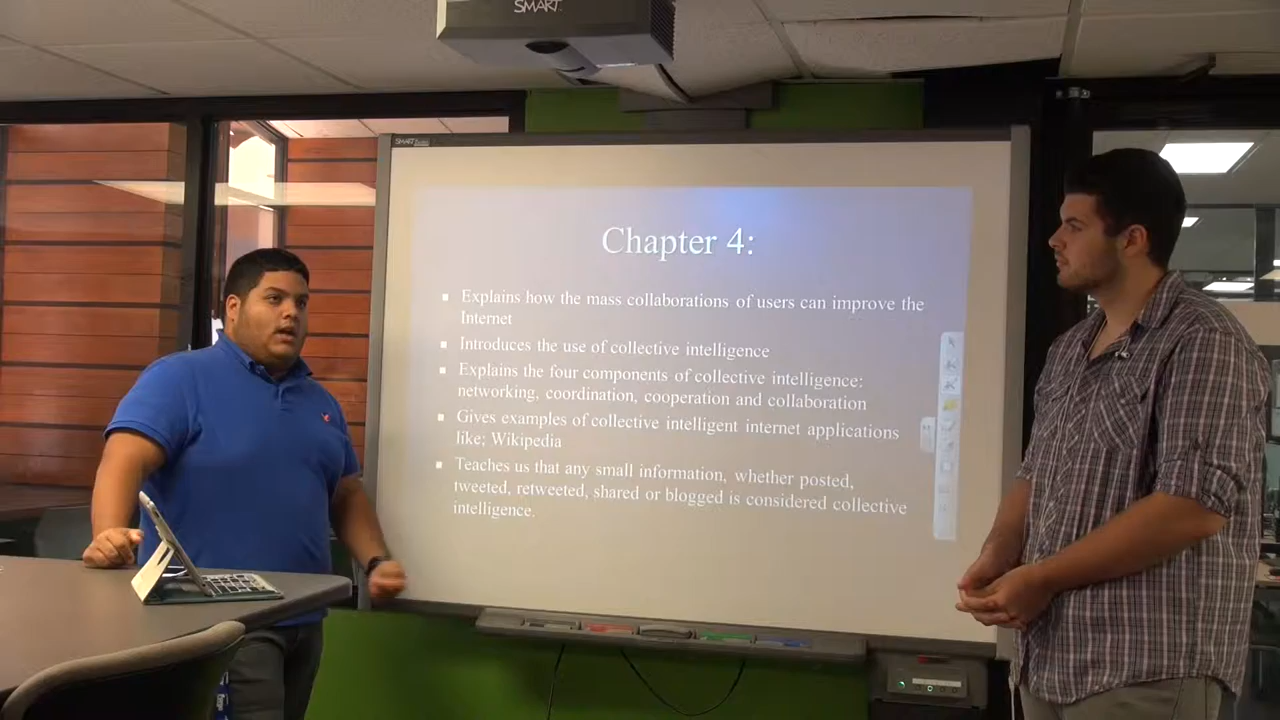 SMART
SMART
Chapter 4:
Explains how the mass collaborations of users can improve the
Internet
Introduces the use of collective intelligence
Explains the four components of collective intelligence:
networking, coordination, cooperation and collaboration
Gives examples of collective intelligent internet applications
like; Wikipedia
Teaches us that any small information, whether posted,
tweeted, retweeted, shared or blogged is considered collective
intelligence.